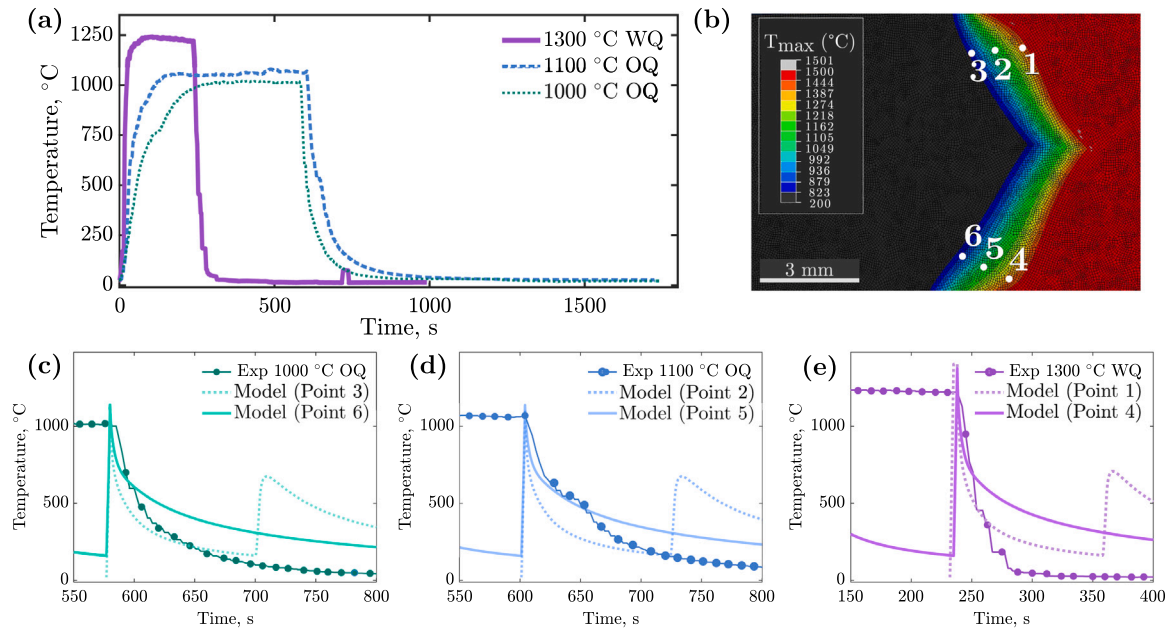 (a)
1250
1000
750
500
250
0
Temperature, °C
0
500
1000
1500
Time, s
1300 °C WQ
1100 °C OQ
1000 °C OQ
(b)
Tmax (°C)
1501
1500
1444
1387
1274
1218
1162
1105
1049
992
936
879
823
200
3 mm
3 2 1
6 5 4
(c)
Exp 1000 °C OQ
Model (Point 3)
Model (Point 6)
1000
500
0
Temperature, °C
550 600 650 700 750 800
Time, s
(d)
Exp 1100 °C OQ
Model (Point 2)
Model (Point 5)
1000
500
0
Temperature, °C
550 600 650 700 750 800
Time, s
(e)
Exp 1300 °C WQ
Model (Point 1)
Model (Point 4)
1000
500
0
Temperature, °C
150 200 250 300 350 400
Time, s